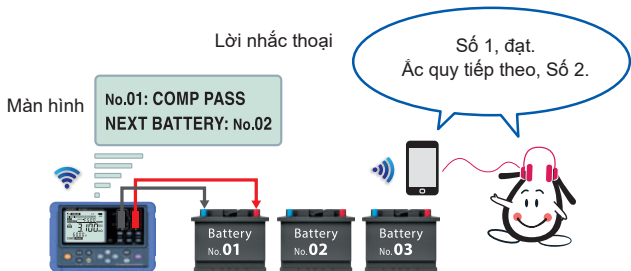 Lời nhắc thoại
Số 1, đạt.
Ắc quy tiếp theo, Số 2.
Màn hình
No.01: COMP PASS
NEXT BATTERY: No.02
Battery
No. 01
Battery
No. 02
Battery
No. 03